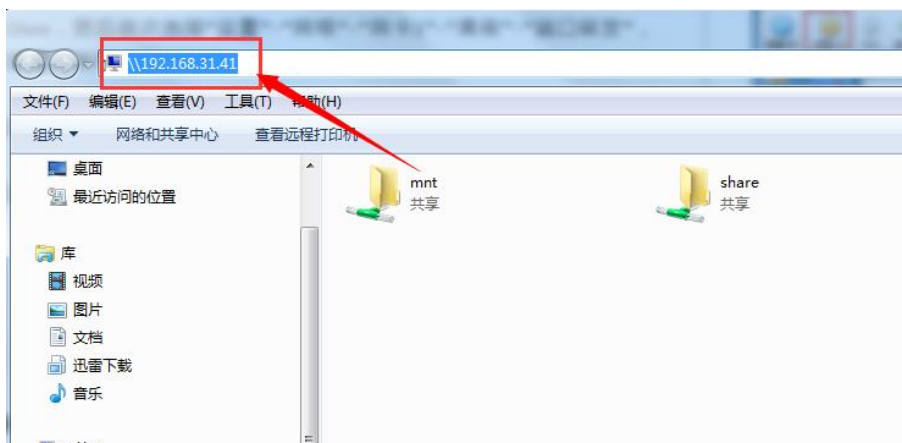 \\192.168.31.41
文件(F) 编辑(E) 查看(V) 工具(T) 帮助(H)
组织 网络和共享中心 查看远程打印机
桌面
最近访问的位置
库
视频
图片
文档
迅雷下载
音乐
mnt
共享
share
共享